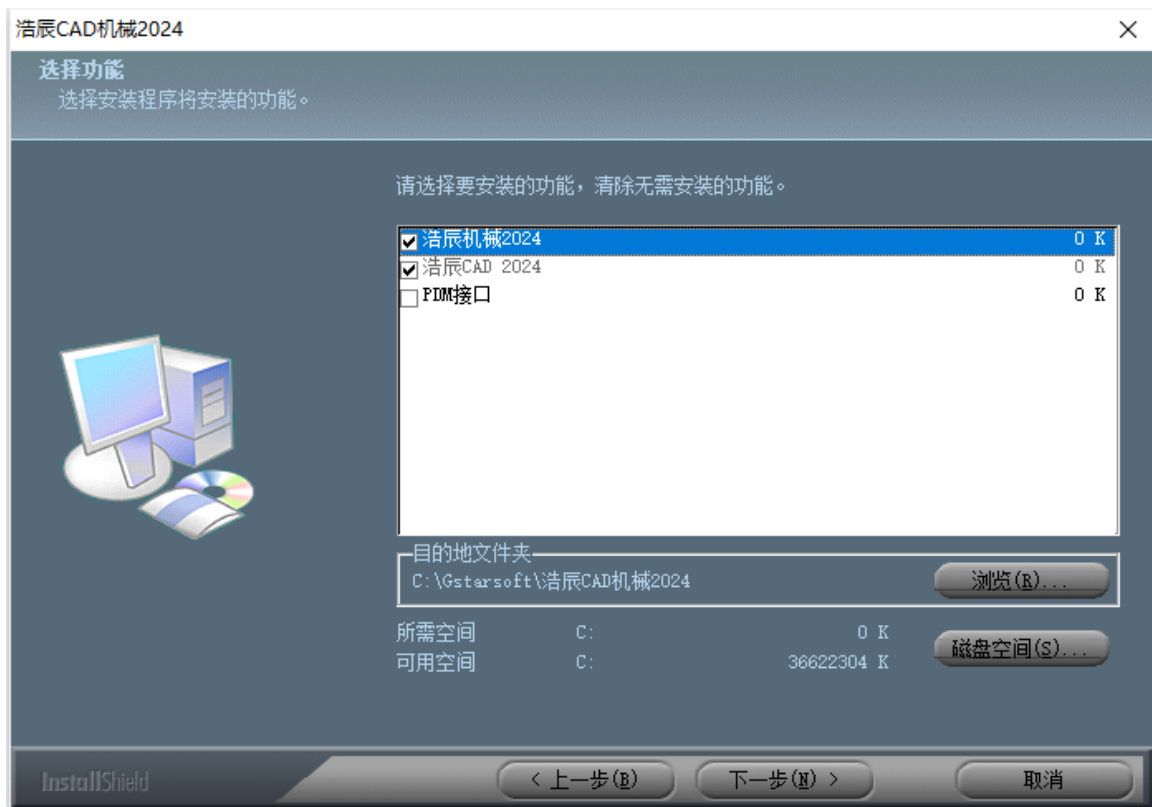 浩辰CAD机械2024
选择功能
选择安装程序将安装的功能。
请选择要安装的功能，清除无需安装的功能。
浩辰机械2024 0 K
浩辰CAD 2024 0 K
PDM接口 0 K
目的地文件夹
C:\Gstarsoft\浩辰CAD机械2024 浏览(R)...
所需空间 C: 0 K
磁盘空间(S)...
可用空间 C: 36622304 K
InstallShield < 上一步(B) 下一步(N) > 取消